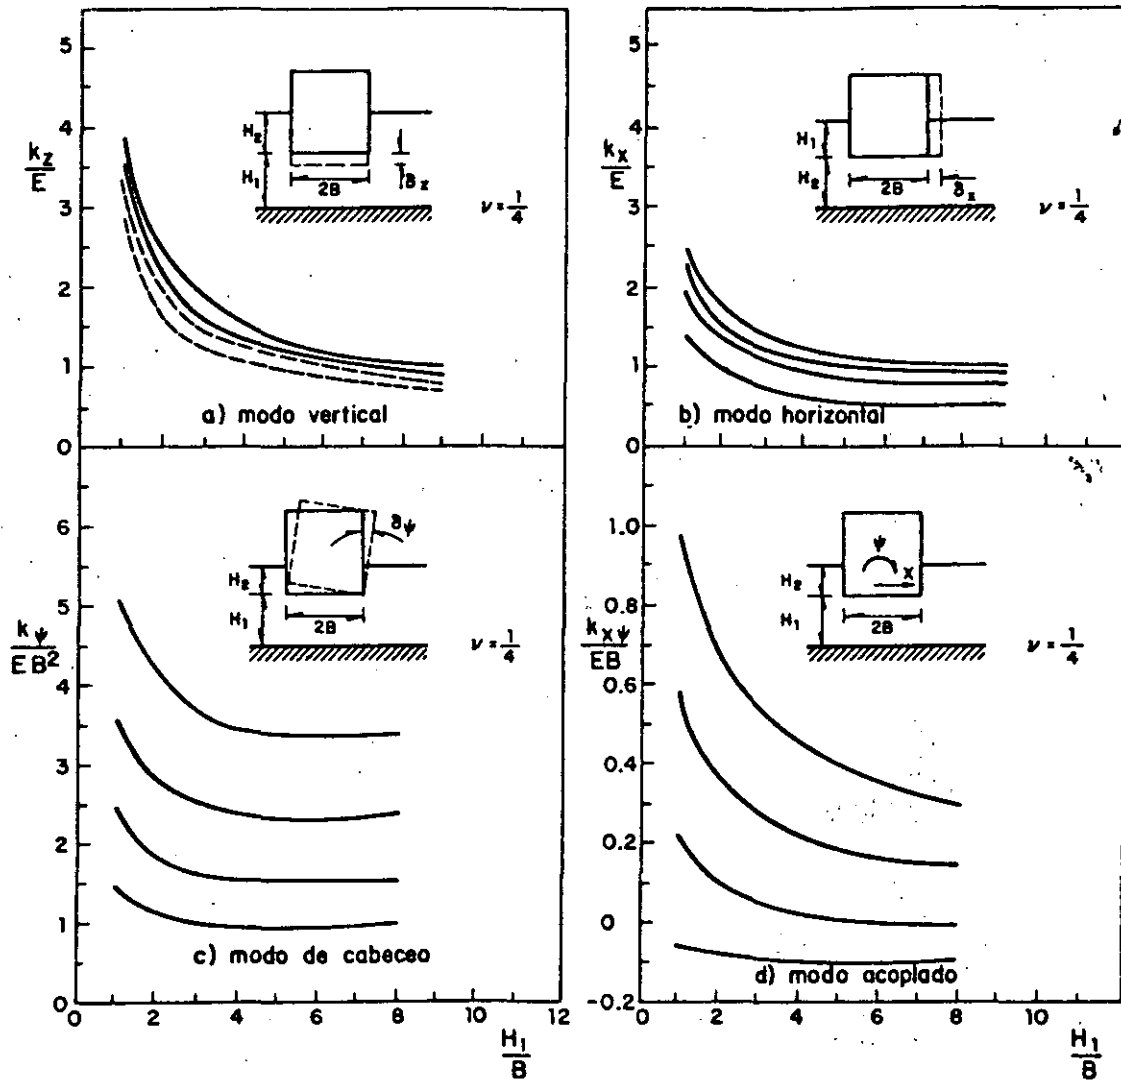 5
4
3
2
1
0
k_z
E
H_2
H_1
2B
δ_z
ν = 1/4
a) modo vertical
5
4
3
2
1
0
k_x
E
H_1
H_2
2B
δ_x
ν = 1/4
b) modo horizontal
6
5
4
3
2
1
0
k_ψ
EB²
H_2
H_1
2B
δ_ψ
ν = 1/4
c) modo de cabeceo
0 2 4 6 8 10 12
H_1
B
1.0
0.8
0.6
0.4
0.2
0
-0.2
k_xψ
EB
H_2
H_1
ψ
X
2B
ν = 1/4
d) modo acoplado
0 2 4 6 8 10
H_1
B